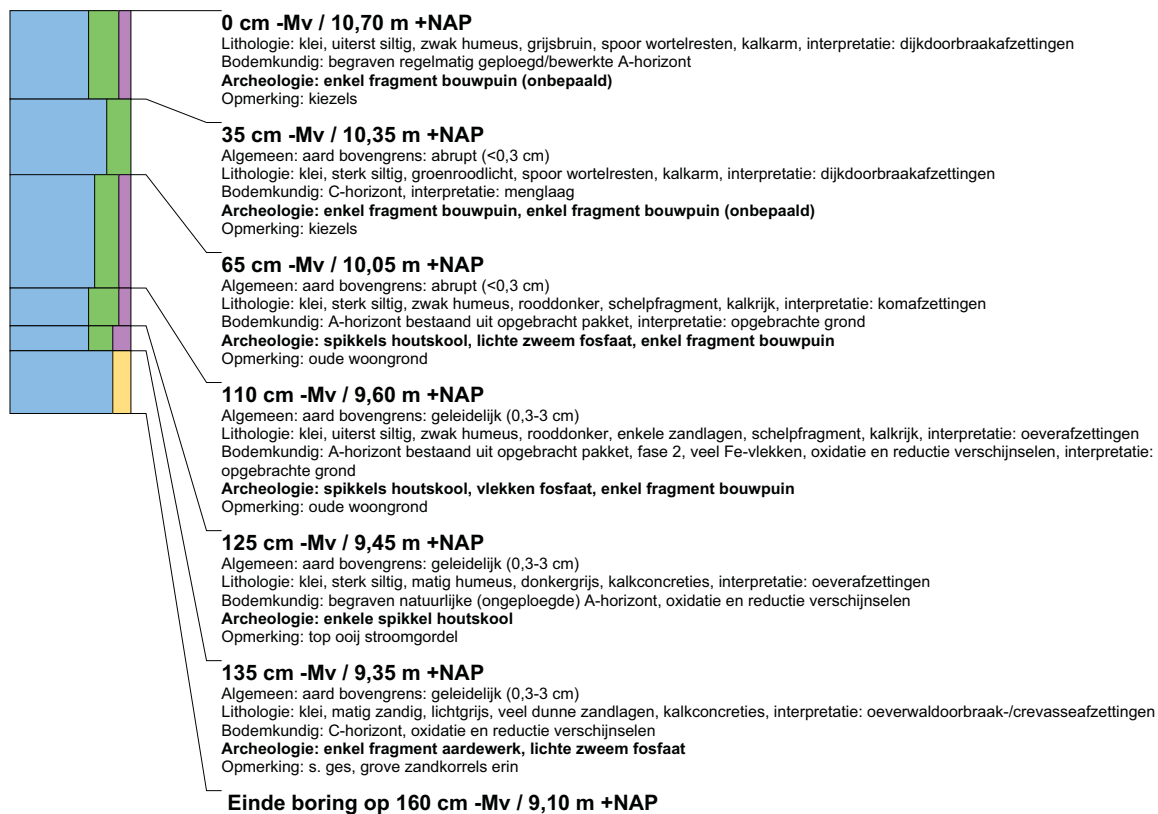 0 cm -Mv / 10,70 m +NAP
Lithologie: klei, uiterst siltig, zwak humeus, grijsbruin, spoor wortelresten, kalkarm, interpretatie: dijkdoorbraakafzettingen
Bodemkundig: begraven regelmatig geploegd/bewerkte A-horizont
Archeologie: enkel fragment bouwpuin (onbepaald)
Opmerking: kiezels
35 cm -Mv / 10,35 m +NAP
Algemeen: aard bovengrens: abrupt (<0,3 cm)
Lithologie: klei, sterk siltig, groenroodlicht, spoor wortelresten, kalkarm, interpretatie: dijkdoorbraakafzettingen
Bodemkundig: C-horizont, interpretatie: menglaag
Archeologie: enkel fragment bouwpuin, enkel fragment bouwpuin (onbepaald)
Opmerking: kiezels
65 cm -Mv / 10,05 m +NAP
Algemeen: aard bovengrens: abrupt (<0,3 cm)
Lithologie: klei, sterk siltig, zwak humeus, rooddonker, schelpfragment, kalkrijk, interpretatie: komafzettingen
Bodemkundig: A-horizont bestaand uit opgebracht pakket, interpretatie: opgebrachte grond
Archeologie: spikkels houtskool, lichte zweem fosfaat, enkel fragment bouwpuin
Opmerking: oude woongrond
110 cm -Mv / 9,60 m +NAP
Algemeen: aard bovengrens: geleidelijk (0,3-3 cm)
Lithologie: klei, uiterst siltig, zwak humeus, rooddonker, enkele zandlagen, schelpfragment, kalkrijk, interpretatie: oeverafzettingen
Bodemkundig: A-horizont bestaand uit opgebracht pakket, fase 2, veel Fe-vlekken, oxidatie en reductie verschijnselen, interpretatie:
opgebrachte grond
Archeologie: spikkels houtskool, vlekken fosfaat, enkel fragment bouwpuin
Opmerking: oude woongrond
125 cm -Mv / 9,45 m +NAP
Algemeen: aard bovengrens: geleidelijk (0,3-3 cm)
Lithologie: klei, sterk siltig, matig humeus, donkergrijs, kalkconcreties, interpretatie: oeverafzettingen
Bodemkundig: begraven natuurlijke (ongeploegde) A-horizont, oxidatie en reductie verschijnselen
Archeologie: enkele spikkel houtskool
Opmerking: top ooij stroomgordel
135 cm -Mv / 9,35 m +NAP
Algemeen: aard bovengrens: geleidelijk (0,3-3 cm)
Lithologie: klei, matig zandig, lichtgrijs, veel dunne zandlagen, kalkconcreties, interpretatie: oeverwaldoorbraak-/crevasseafzettingen
Bodemkundig: C-horizont, oxidatie en reductie verschijnselen
Archeologie: enkel fragment aardewerk, lichte zweem fosfaat
Opmerking: s. ges, grove zandkorrels erin
Einde boring op 160 cm -Mv / 9,10 m +NAP